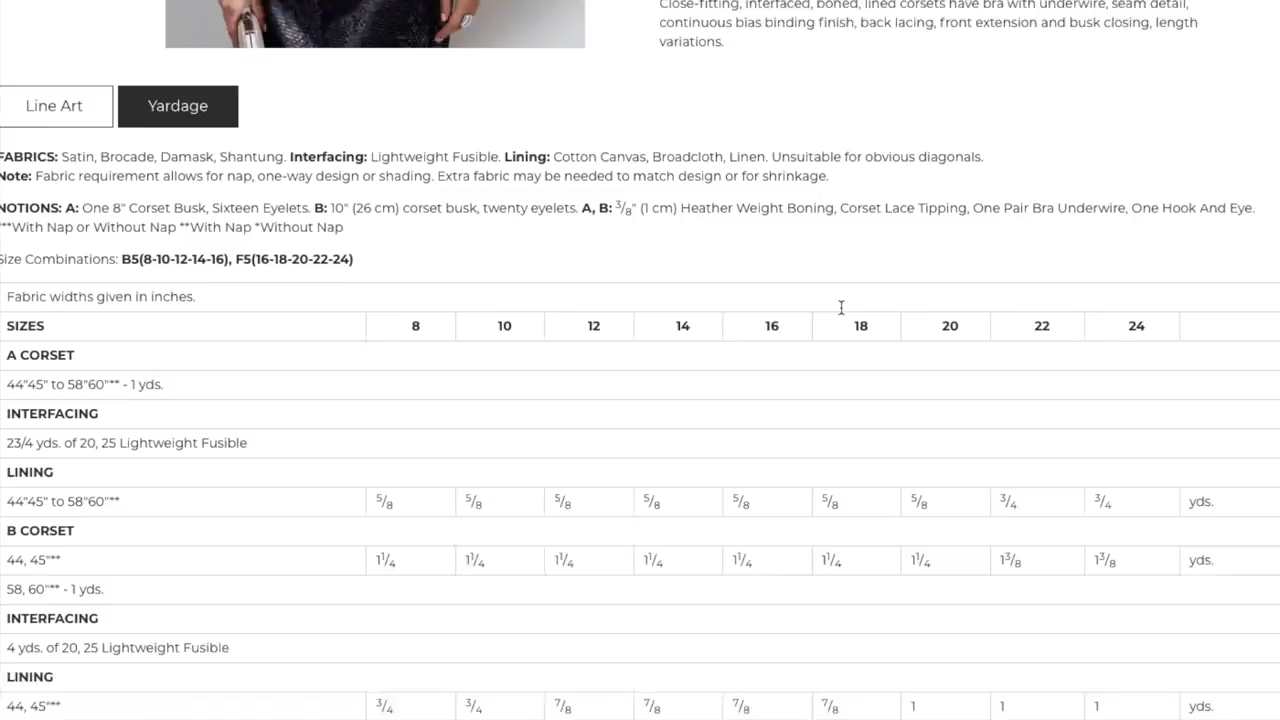 Close-fitting, interfaced, boned, lined corsets have bra with underwire, seam detail,
continuous bias binding finish, back lacing, front extension and busk closing, length
variations.
Line Art
Yardage
FABRICS: Satin, Brocade, Damask, Shantung. Interfacing: Lightweight Fusible. Lining: Cotton Canvas, Broadcloth, Linen. Unsuitable for obvious diagonals.
Note: Fabric requirement allows for nap, one-way design or shading. Extra fabric may be needed to match design or for shrinkage.
NOTIONS: A: One 8" Corset Busk, Sixteen Eyelets. B: 10" (26 cm) corset busk, twenty eyelets. A, B: 3/8" (1 cm) Heather Weight Boning, Corset Lace Tipping, One Pair Bra Underwire, One Hook And Eye.
***With Nap or Without Nap **With Nap *Without Nap
Size Combinations: B5(8-10-12-14-16), F5(16-18-20-22-24)
Fabric widths given in inches.
SIZES 8 10 12 14 16 18 20 22 24
A CORSET
44"45" to 58"60"** - 1 yds.
INTERFACING
23/4 yds. of 20, 25 Lightweight Fusible
LINING
44"45" to 58"60"** 5/8 5/8 5/8 5/8 5/8 5/8 5/8 3/4 3/4 yds.
B CORSET
44, 45"** 11/4 11/4 11/4 11/4 11/4 11/4 11/4 13/8 13/8 yds.
58, 60"** - 1 yds.
INTERFACING
4 yds. of 20, 25 Lightweight Fusible
LINING
44, 45"** 3/4 3/4 7/8 7/8 7/8 7/8 1 1 1 yds.